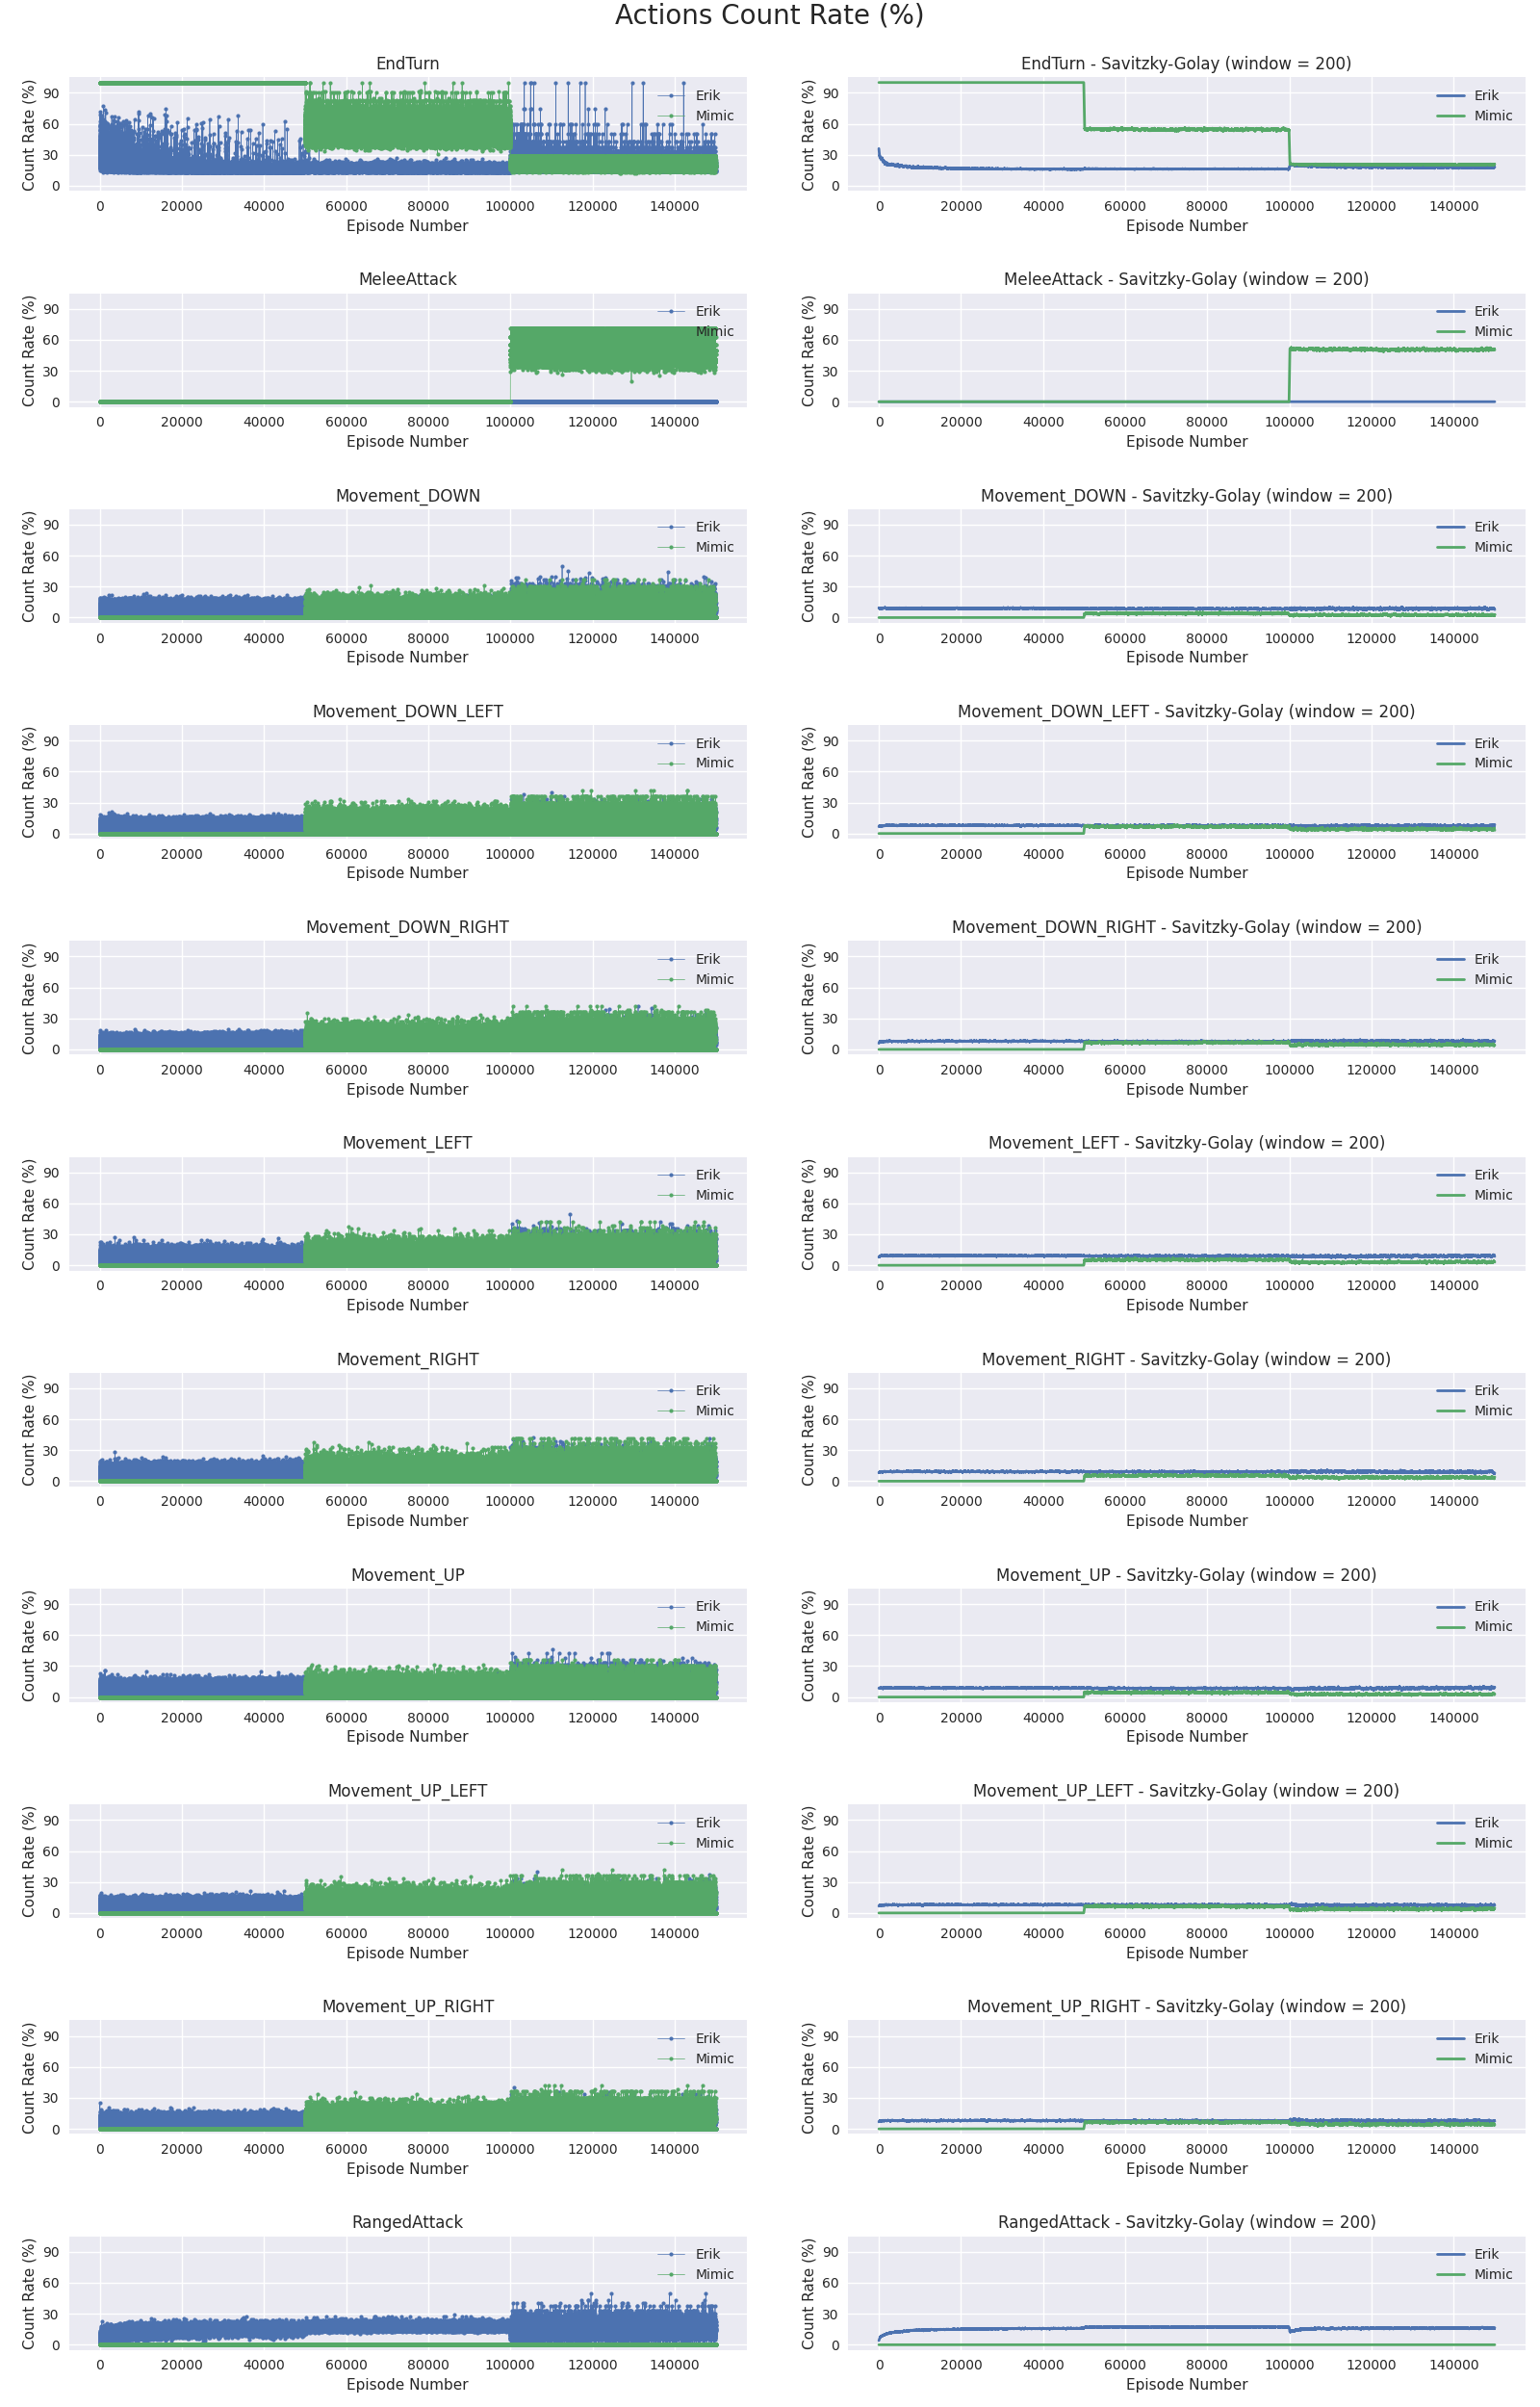 Actions Count Rate (%)
EndTurn
Count Rate (%)
90
60
30
0
Erik
Mimic
0 20000 40000 60000 80000 100000 120000 140000
Episode Number
EndTurn - Savitzky-Golay (window = 200)
Count Rate (%)
90
60
30
0
Erik
Mimic
0 20000 40000 60000 80000 100000 120000 140000
Episode Number
MeleeAttack
Count Rate (%)
90
60
30
0
Erik
Mimic
0 20000 40000 60000 80000 100000 120000 140000
Episode Number
MeleeAttack - Savitzky-Golay (window = 200)
Count Rate (%)
90
60
30
0
Erik
Mimic
0 20000 40000 60000 80000 100000 120000 140000
Episode Number
Movement_DOWN
Count Rate (%)
90
60
30
0
Erik
Mimic
0 20000 40000 60000 80000 100000 120000 140000
Episode Number
Movement_DOWN - Savitzky-Golay (window = 200)
Count Rate (%)
90
60
30
0
Erik
Mimic
0 20000 40000 60000 80000 100000 120000 140000
Episode Number
Movement_DOWN_LEFT
Count Rate (%)
90
60
30
0
Erik
Mimic
0 20000 40000 60000 80000 100000 120000 140000
Episode Number
Movement_DOWN_LEFT - Savitzky-Golay (window = 200)
Count Rate (%)
90
60
30
0
Erik
Mimic
0 20000 40000 60000 80000 100000 120000 140000
Episode Number
Movement_DOWN_RIGHT
Count Rate (%)
90
60
30
0
Erik
Mimic
0 20000 40000 60000 80000 100000 120000 140000
Episode Number
Movement_DOWN_RIGHT - Savitzky-Golay (window = 200)
Count Rate (%)
90
60
30
0
Erik
Mimic
0 20000 40000 60000 80000 100000 120000 140000
Episode Number
Movement_LEFT
Count Rate (%)
90
60
30
0
Erik
Mimic
0 20000 40000 60000 80000 100000 120000 140000
Episode Number
Movement_LEFT - Savitzky-Golay (window = 200)
Count Rate (%)
90
60
30
0
Erik
Mimic
0 20000 40000 60000 80000 100000 120000 140000
Episode Number
Movement_RIGHT
Count Rate (%)
90
60
30
0
Erik
Mimic
0 20000 40000 60000 80000 100000 120000 140000
Episode Number
Movement_RIGHT - Savitzky-Golay (window = 200)
Count Rate (%)
90
60
30
0
Erik
Mimic
0 20000 40000 60000 80000 100000 120000 140000
Episode Number
Movement_UP
Count Rate (%)
90
60
30
0
Erik
Mimic
0 20000 40000 60000 80000 100000 120000 140000
Episode Number
Movement_UP - Savitzky-Golay (window = 200)
Count Rate (%)
90
60
30
0
Erik
Mimic
0 20000 40000 60000 80000 100000 120000 140000
Episode Number
Movement_UP_LEFT
Count Rate (%)
90
60
30
0
Erik
Mimic
0 20000 40000 60000 80000 100000 120000 140000
Episode Number
Movement_UP_LEFT - Savitzky-Golay (window = 200)
Count Rate (%)
90
60
30
0
Erik
Mimic
0 20000 40000 60000 80000 100000 120000 140000
Episode Number
Movement_UP_RIGHT
Count Rate (%)
90
60
30
0
Erik
Mimic
0 20000 40000 60000 80000 100000 120000 140000
Episode Number
Movement_UP_RIGHT - Savitzky-Golay (window = 200)
Count Rate (%)
90
60
30
0
Erik
Mimic
0 20000 40000 60000 80000 100000 120000 140000
Episode Number
RangedAttack
Count Rate (%)
90
60
30
0
Erik
Mimic
0 20000 40000 60000 80000 100000 120000 140000
Episode Number
RangedAttack - Savitzky-Golay (window = 200)
Count Rate (%)
90
60
30
0
Erik
Mimic
0 20000 40000 60000 80000 100000 120000 140000
Episode Number